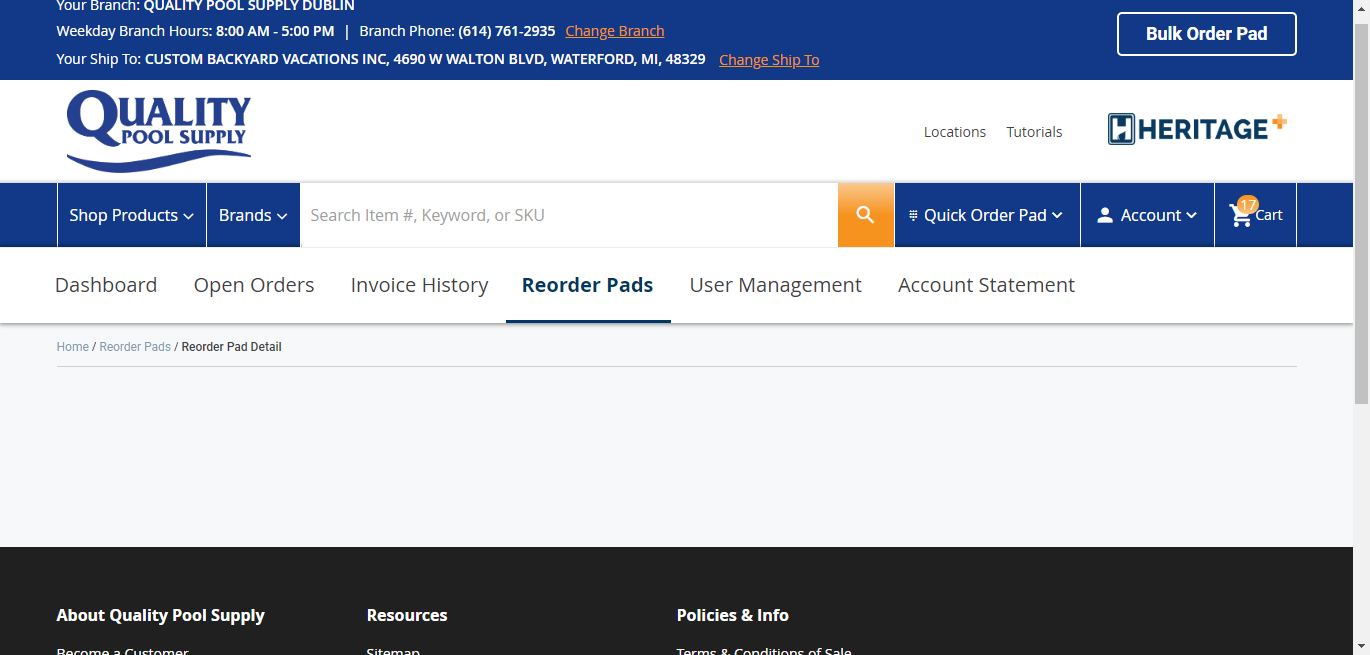 Your Branch: QUALITY POOL SUPPLY DUBLIN
Weekday Branch Hours: 8:00 AM - 5:00 PM | Branch Phone: (614) 761-2935 Change Branch
Your Ship To: CUSTOM BACKYARD VACATIONS INC, 4690 W WALTON BLVD, WATERFORD, MI, 48329 Change Ship To
Bulk Order Pad
QUALITY
POOL SUPPLY
Locations Tutorials
HERITAGE+
Shop Products Brands Search Item #, Keyword, or SKU Quick Order Pad Account 17 Cart
Dashboard Open Orders Invoice History Reorder Pads User Management Account Statement
Home / Reorder Pads / Reorder Pad Detail
About Quality Pool Supply Resources Policies & Info
Become a Customer Sitemap Terms & Conditions of Sale